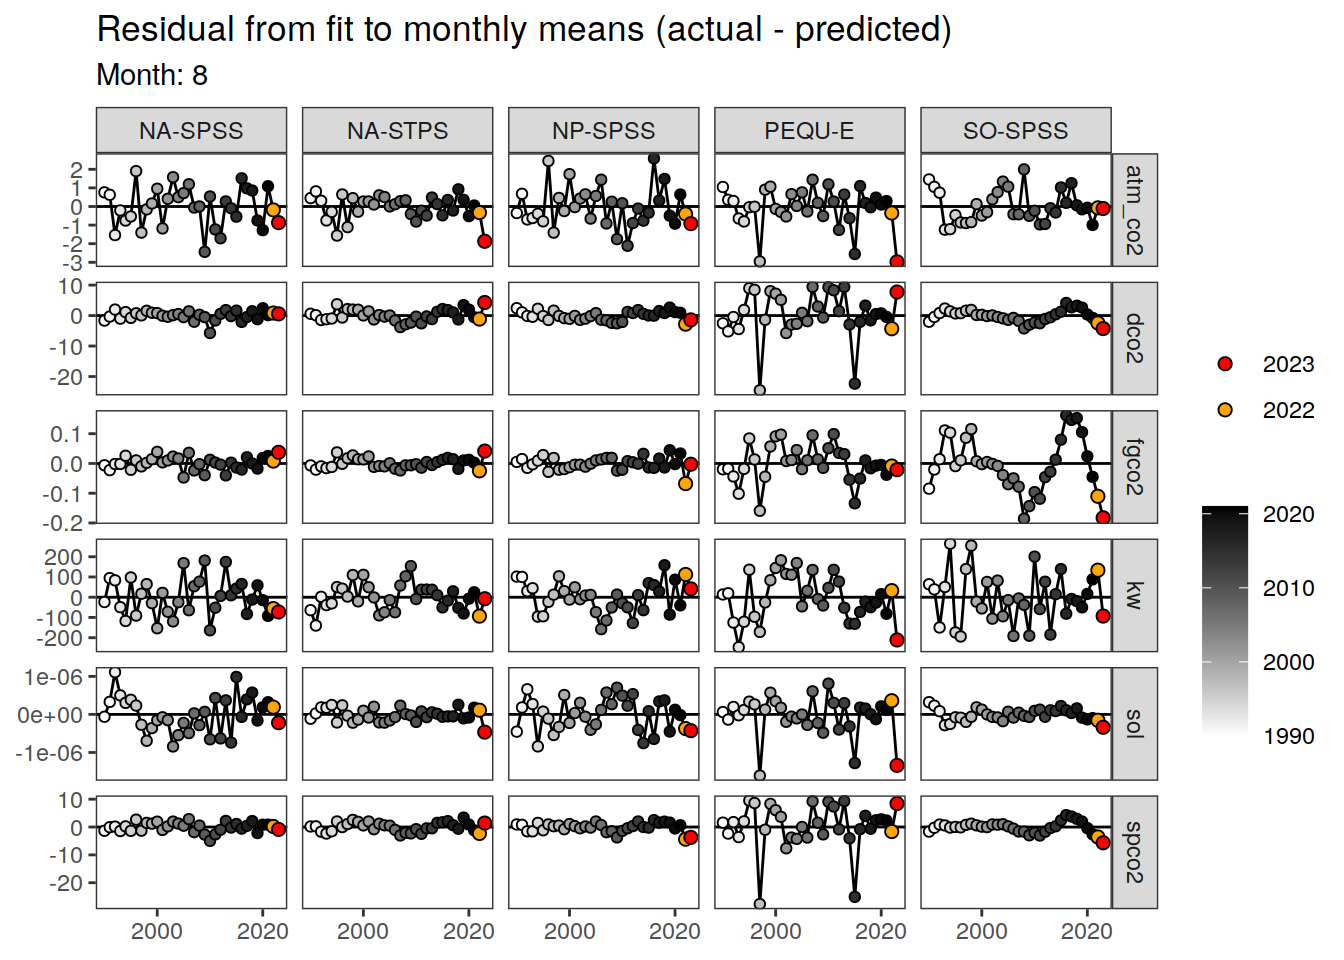 Residual from fit to monthly means (actual - predicted)
Month: 8
NA-SPSS NA-STPS NP-SPSS PEQU-E SO-SPSS
2
1
0
-1
-2
-3
atm_co2
10
0
-10
-20
dco2
0.1
0.0
-0.1
-0.2
fgco2
200
100
0
-100
-200
kw
1e-06
0e+00
-1e-06
sol
10
0
-10
-20
spco2
2000 2020 2000 2020 2000 2020 2000 2020 2000 2020
2023
2022
2020
2010
2000
1990